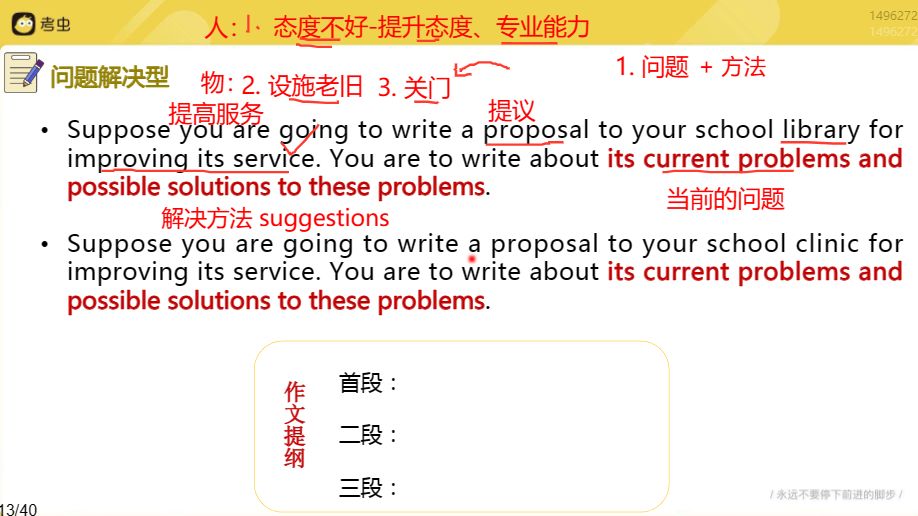 考虫
1496272
1496272
人：1. 态度不好-提升态度、专业能力
问题解决型
物：2. 设施老旧 3. 关门
1. 问题 + 方法
提高服务
提议
• Suppose you are going to write a proposal to your school library for
improving its service. You are to write about its current problems and
possible solutions to these problems.
当前的问题
解决方法 suggestions
• Suppose you are going to write a proposal to your school clinic for
improving its service. You are to write about its current problems and
possible solutions to these problems.
作文提纲
首段：
二段：
三段：
/ 永远不要停下前进的脚步 /
13/40